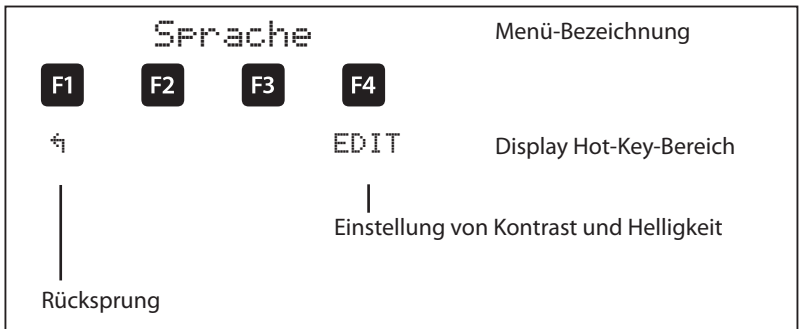 Sprache Menü-Bezeichnung
F1 F2 F3 F4
↰ EDIT Display Hot-Key-Bereich
Einstellung von Kontrast und Helligkeit
Rücksprung